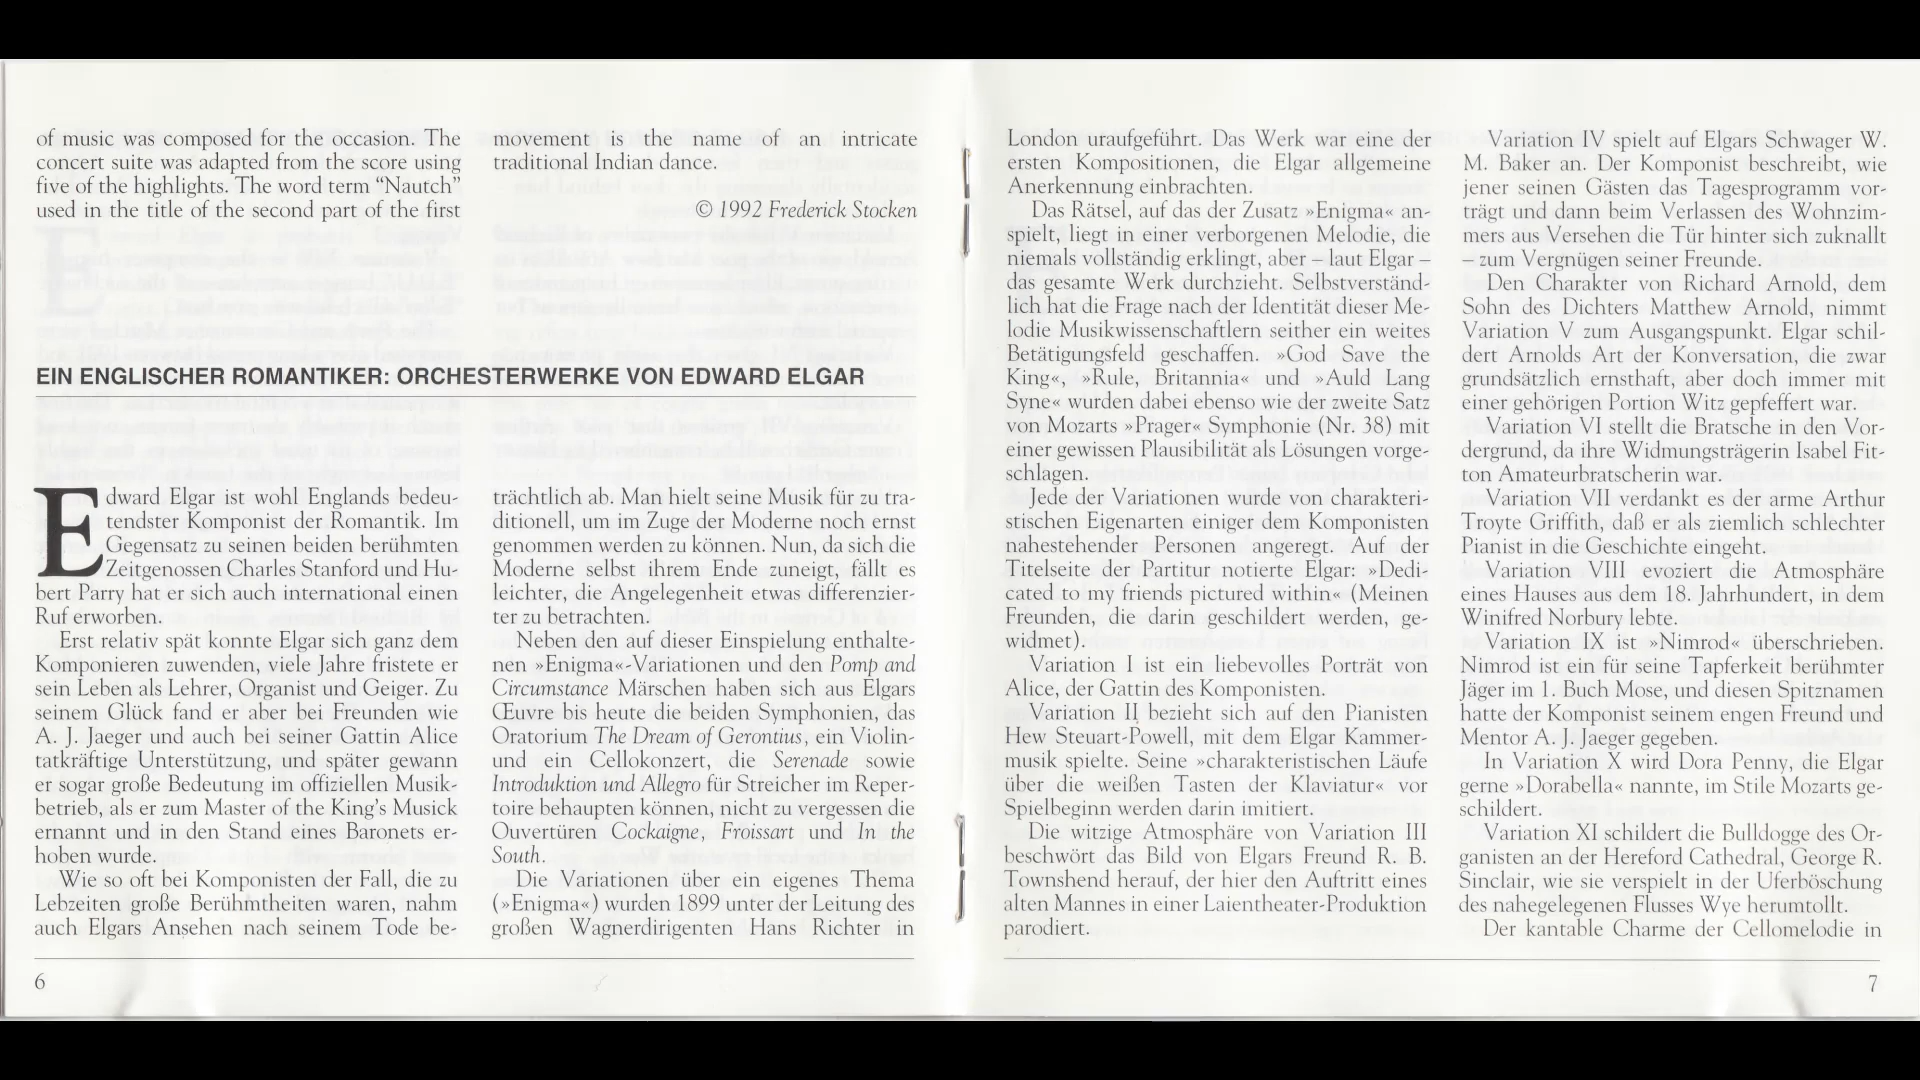 of music was composed for the occasion. The
concert suite was adapted from the score using
five of the highlights. The word term “Nautch”
used in the title of the second part of the first
movement is the name of an intricate
traditional Indian dance.
© 1992 Frederick Stocken
EIN ENGLISCHER ROMANTIKER: ORCHESTERWERKE VON EDWARD ELGAR
Edward Elgar ist wohl Englands bedeu-
tendster Komponist der Romantik. Im
Gegensatz zu seinen beiden berühmten
Zeitgenossen Charles Stanford und Hu-
bert Parry hat er sich auch international einen
Ruf erworben.
Erst relativ spät konnte Elgar sich ganz dem
Komponieren zuwenden, viele Jahre fristete er
sein Leben als Lehrer, Organist und Geiger. Zu
seinem Glück fand er aber bei Freunden wie
A. J. Jaeger und auch bei seiner Gattin Alice
tatkräftige Unterstützung, und später gewann
er sogar große Bedeutung im offiziellen Musik-
betrieb, als er zum Master of the King's Musick
ernannt und in den Stand eines Baronets er-
hoben wurde.
Wie so oft bei Komponisten der Fall, die zu
Lebzeiten große Berühmtheiten waren, nahm
auch Elgars Ansehen nach seinem Tode be-
trächtlich ab. Man hielt seine Musik für zu tra-
ditionell, um im Zuge der Moderne noch ernst
genommen werden zu können. Nun, da sich die
Moderne selbst ihrem Ende zuneigt, fällt es
leichter, die Angelegenheit etwas differenzier-
ter zu betrachten.
Neben den auf dieser Einspielung enthalte-
nen »Enigma«-Variationen und den Pomp and
Circumstance Märschen haben sich aus Elgars
Œuvre bis heute die beiden Symphonien, das
Oratorium The Dream of Gerontius, ein Violin-
und ein Cellokonzert, die Serenade sowie
Introduktion und Allegro für Streicher im Reper-
toire behaupten können, nicht zu vergessen die
Ouvertüren Cockaigne, Froissart und In the
South.
Die Variationen über ein eigenes Thema
(»Enigma«) wurden 1899 unter der Leitung des
großen Wagnerdirigenten Hans Richter in
6
London uraufgeführt. Das Werk war eine der
ersten Kompositionen, die Elgar allgemeine
Anerkennung einbrachten.
Das Rätsel, auf das der Zusatz »Enigma« an-
spielt, liegt in einer verborgenen Melodie, die
niemals vollständig erklingt, aber – laut Elgar –
das gesamte Werk durchzieht. Selbstverständ-
lich hat die Frage nach der Identität dieser Me-
lodie Musikwissenschaftlern seither ein weites
Betätigungsfeld geschaffen. »God Save the
King«, »Rule, Britannia« und »Auld Lang
Syne« wurden dabei ebenso wie der zweite Satz
von Mozarts »Prager« Symphonie (Nr. 38) mit
einer gewissen Plausibilität als Lösungen vorge-
schlagen.
Jede der Variationen wurde von charakteri-
stischen Eigenarten einiger dem Komponisten
nahestehender Personen angeregt. Auf der
Titelseite der Partitur notierte Elgar: »Dedi-
cated to my friends pictured within« (Meinen
Freunden, die darin geschildert werden, ge-
widmet).
Variation I ist ein liebevolles Porträt von
Alice, der Gattin des Komponisten.
Variation II bezieht sich auf den Pianisten
Hew Steuart-Powell, mit dem Elgar Kammer-
musik spielte. Seine »charakteristischen Läufe
über die weißen Tasten der Klaviatur« vor
Spielbeginn werden darin imitiert.
Die witzige Atmosphäre von Variation III
beschwört das Bild von Elgars Freund R. B.
Townshend herauf, der hier den Auftritt eines
alten Mannes in einer Laientheater-Produktion
parodiert.
Variation IV spielt auf Elgars Schwager W.
M. Baker an. Der Komponist beschreibt, wie
jener seinen Gästen das Tagesprogramm vor-
trägt und dann beim Verlassen des Wohnzim-
mers aus Versehen die Tür hinter sich zuknallt
– zum Vergnügen seiner Freunde.
Den Charakter von Richard Arnold, dem
Sohn des Dichters Matthew Arnold, nimmt
Variation V zum Ausgangspunkt. Elgar schil-
dert Arnolds Art der Konversation, die zwar
grundsätzlich ernsthaft, aber doch immer mit
einer gehörigen Portion Witz gepfeffert war.
Variation VI stellt die Bratsche in den Vor-
dergrund, da ihre Widmungsträgerin Isabel Fit-
ton Amateurbratscherin war.
Variation VII verdankt es der arme Arthur
Troyte Griffith, daß er als ziemlich schlechter
Pianist in die Geschichte eingeht.
Variation VIII evoziert die Atmosphäre
eines Hauses aus dem 18. Jahrhundert, in dem
Winifred Norbury lebte.
Variation IX ist »Nimrod« überschrieben.
Nimrod ist ein für seine Tapferkeit berühmter
Jäger im 1. Buch Mose, und diesen Spitznamen
hatte der Komponist seinem engen Freund und
Mentor A. J. Jaeger gegeben.
In Variation X wird Dora Penny, die Elgar
gerne »Dorabella« nannte, im Stile Mozarts ge-
schildert.
Variation XI schildert die Bulldogge des Or-
ganisten an der Hereford Cathedral, George R.
Sinclair, wie sie verspielt in der Uferböschung
des nahegelegenen Flusses Wye herumtollt.
Der kantable Charme der Cellomelodie in
7